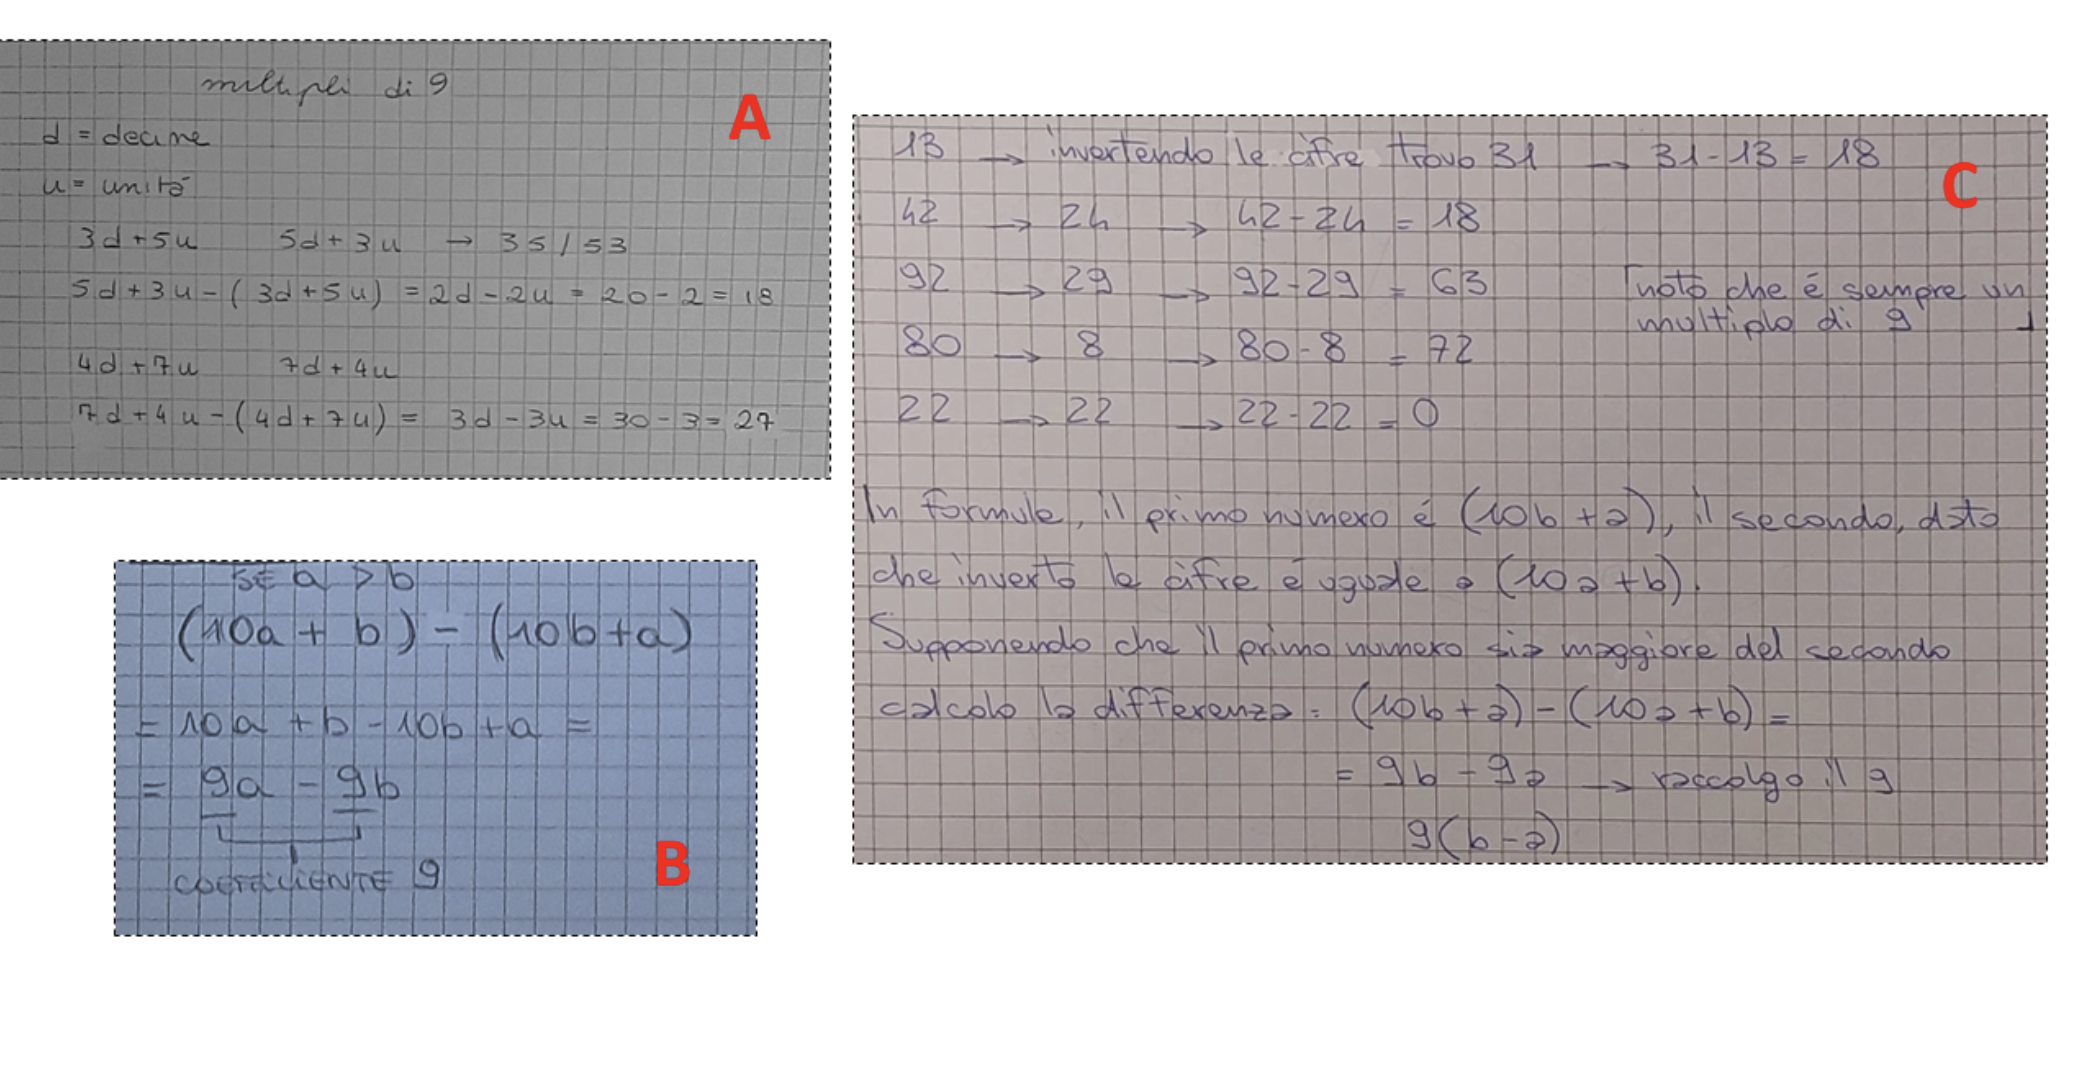 multipli di 9
A
d = decine
u = unità
3d+5u 5d+3u → 35/53
5d+3u-(3d+5u) = 2d-2u = 20-2 = 18
4d+7u 7d+4u
7d+4u-(4d+7u) = 3d-3u = 30-3 = 27
se a > b
(10a + b) - (10b+a)
= 10a + b - 10b + a =
= 9a - 9b
COEFFICIENTE 9
B
13 → invertendo le cifre trovo 31 → 31-13 = 18
C
42 → 24 → 42-24 = 18
92 → 29 → 92-29 = 63
noto che è sempre un
multiplo di 9
80 → 8 → 80-8 = 72
22 → 22 → 22-22 = 0
In formule, il primo numero é (10b+a), il secondo, dato
che inverto le cifre é uguale a (10a+b).
Supponendo che il primo numero sia maggiore del secondo
calcolo la differenza: (10b+a)-(10a+b) =
= 9b-9a → raccolgo il 9
9(b-a)